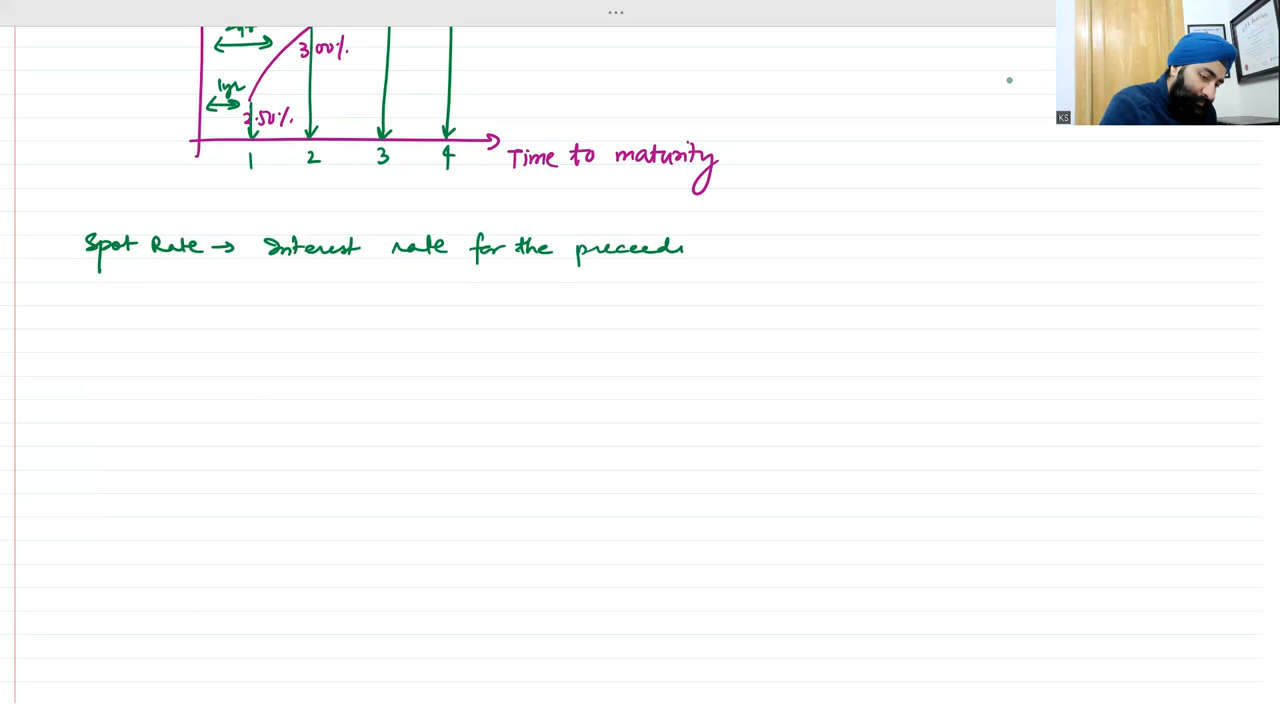 3.00%.
1yr
2.50%.
1 2 3 4 Time to maturity
Spot Rate → Interest rate for the preceedi
KS